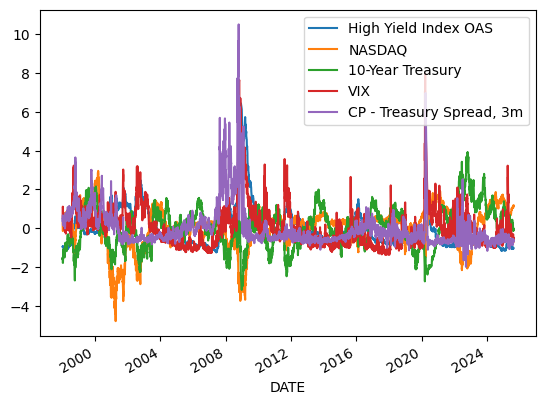 High Yield Index OAS
NASDAQ
10-Year Treasury
VIX
CP - Treasury Spread, 3m
10
8
6
4
2
0
−2
−4
2000
2004
2008
2012
2016
2020
2024
DATE